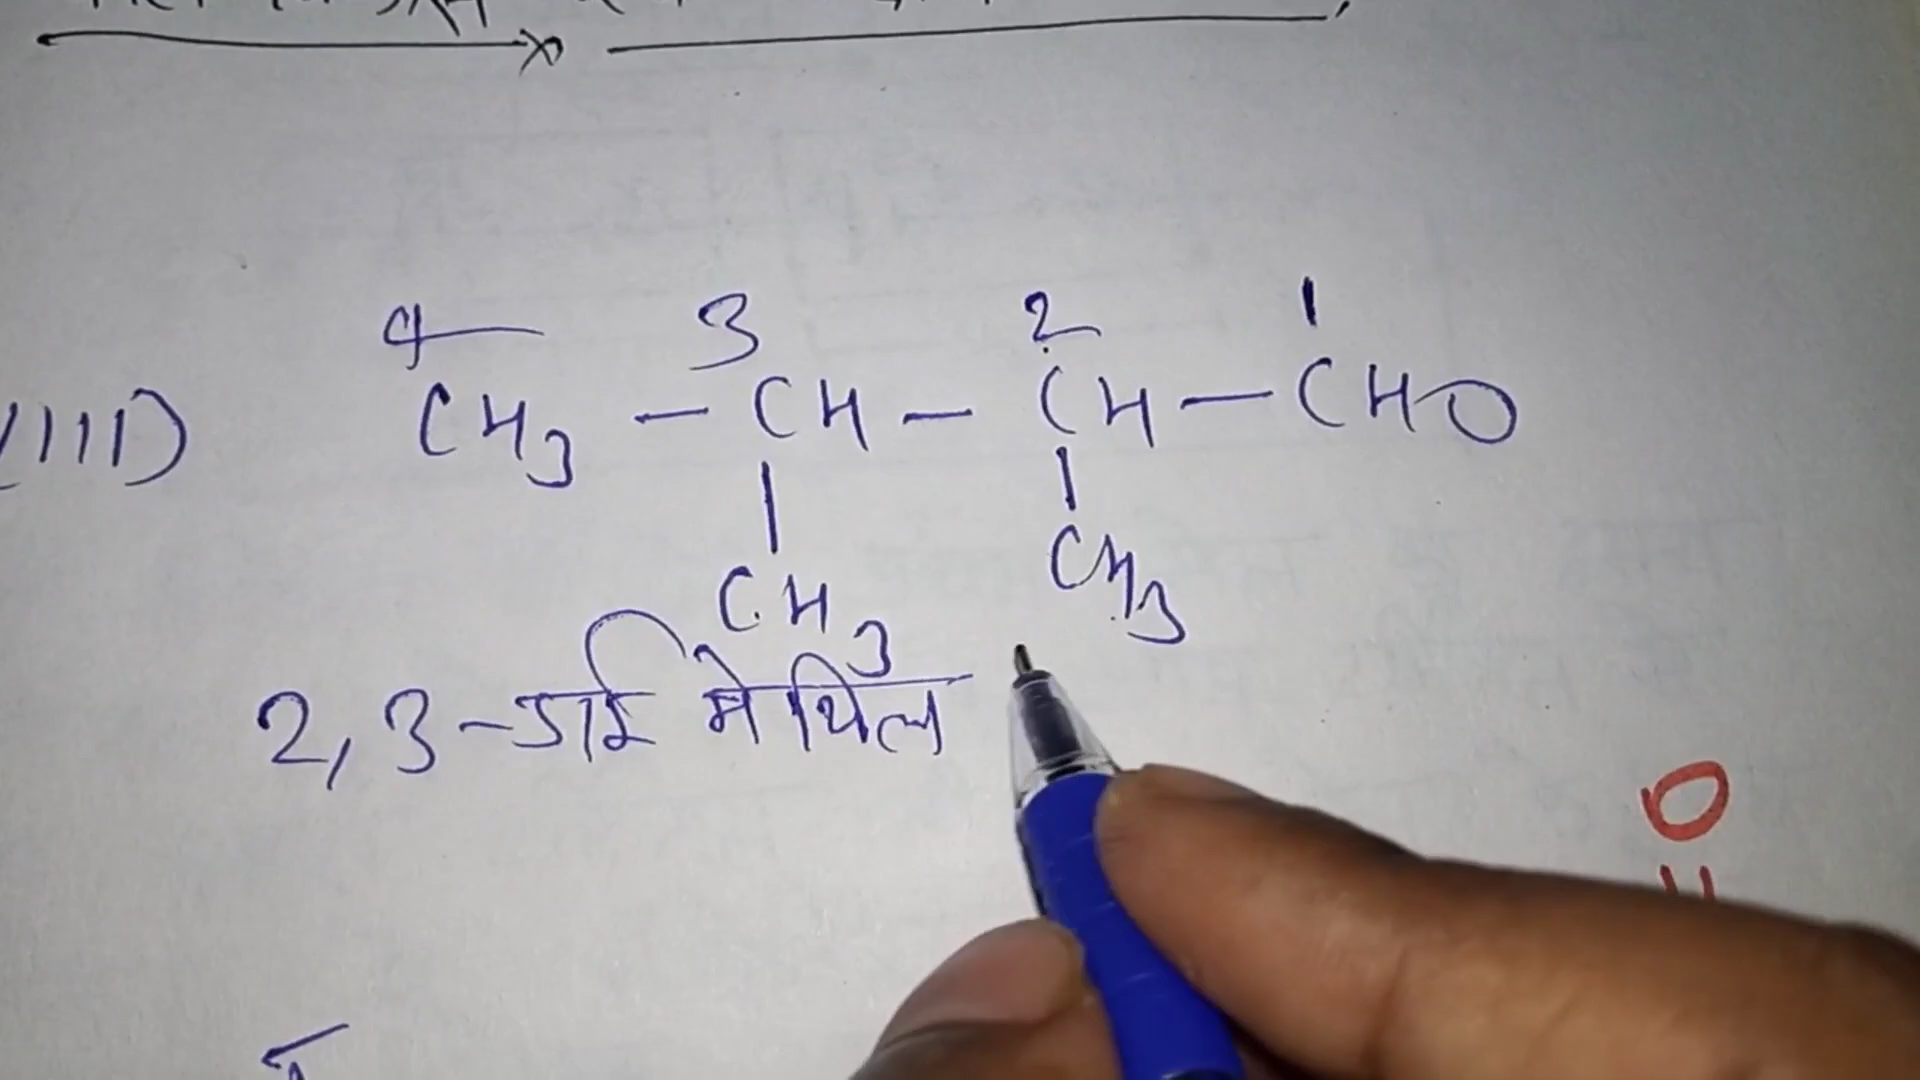 4 3 2 1
(III) CH3 – CH – CH – CHO
| |
CH3 CH3
2,3-डाई मेथिल
O